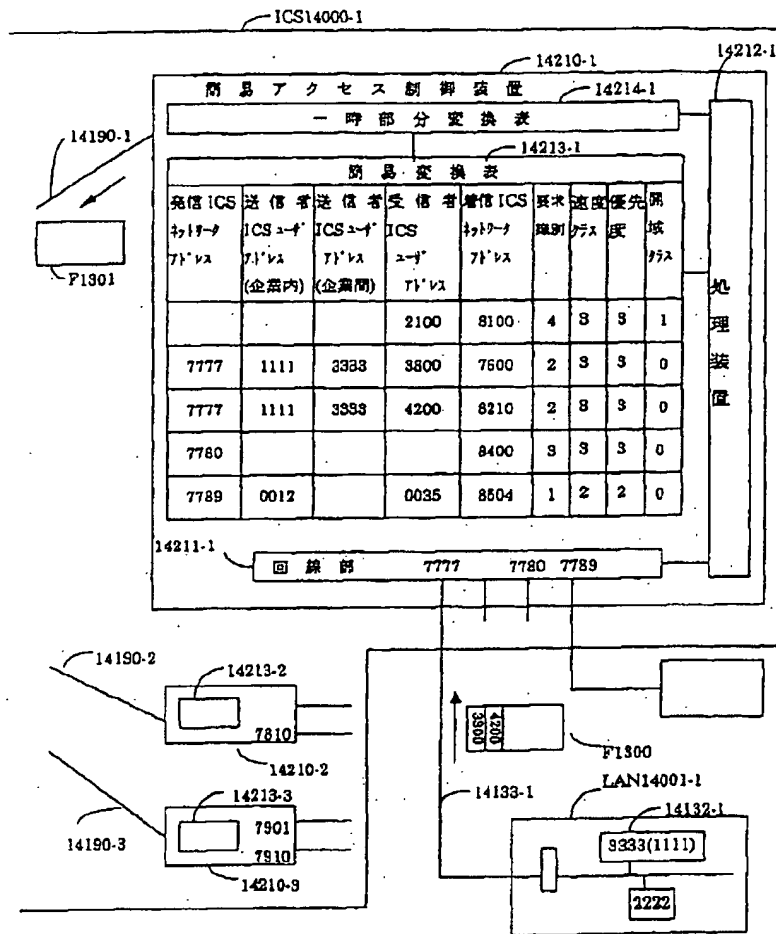 ICS14000-1
14210-1
14212-1
簡易アクセス制御装置
14214-1
一時部分変換表
14190-1
14213-1
簡易変換表
発信ICS ネットワーク アドレス
送信者 ICSユーザ アドレス (企業内)
送信者 ICSユーザ アドレス (企業間)
受信者 ICS ユーザ アドレス
着信ICS ネットワーク アドレス
要求 識別
速度 クラス
優先 度
閉 域 クラス
F1301
処理装置
2100 8100 4 3 3 1
7777 1111 3333 3800 7600 2 3 3 0
7777 1111 3333 4200 8210 2 3 3 0
7780 8400 3 3 3 0
7789 0012 0035 8504 1 2 2 0
14211-1
回線部 7777 7780 7789
14190-2
14213-2
7810
14210-2
4200
3900
F1300
LAN14001-1
14213-3
14133-1
14132-1
7901
3333(1111)
14190-3
7910
14210-3
2222